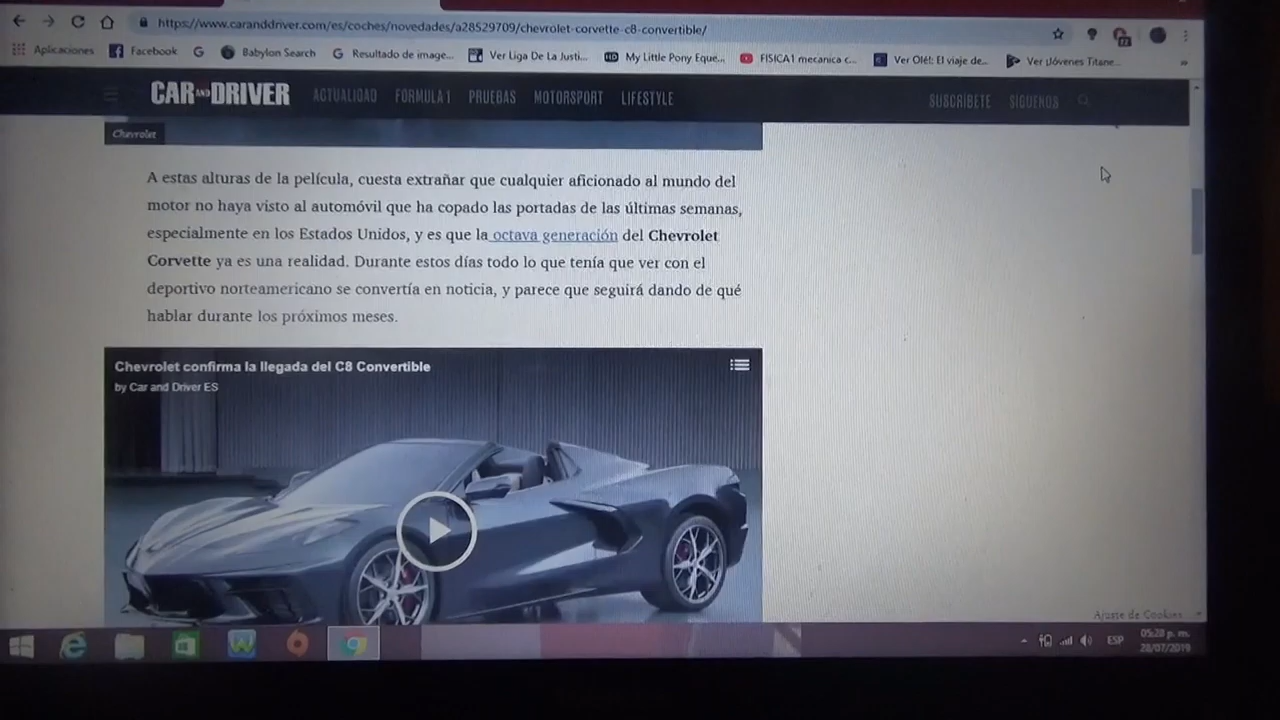 https://www.caranddriver.com/es/coches/novedades/a28529709/chevrolet-corvette-c8-convertible/
Aplicaciones Facebook Babylon Search Resultado de image... Ver Liga De La Justi... My Little Pony Eque... FISICA1 mecanica c... Ver Olé!: El viaje de... Ver ¡Jóvenes Titane... »
CAR AND DRIVER ACTUALIDAD FÓRMULA 1 PRUEBAS MOTORSPORT LIFESTYLE SUSCRÍBETE SÍGUENOS
Chevrolet
A estas alturas de la película, cuesta extrañar que cualquier aficionado al mundo del
motor no haya visto al automóvil que ha copado las portadas de las últimas semanas,
especialmente en los Estados Unidos, y es que la octava generación del Chevrolet
Corvette ya es una realidad. Durante estos días todo lo que tenía que ver con el
deportivo norteamericano se convertía en noticia, y parece que seguirá dando de qué
hablar durante los próximos meses.
Chevrolet confirma la llegada del C8 Convertible
by Car and Driver ES
Ajuste de Cookies
ESP 05:28 p. m.
28/07/2019